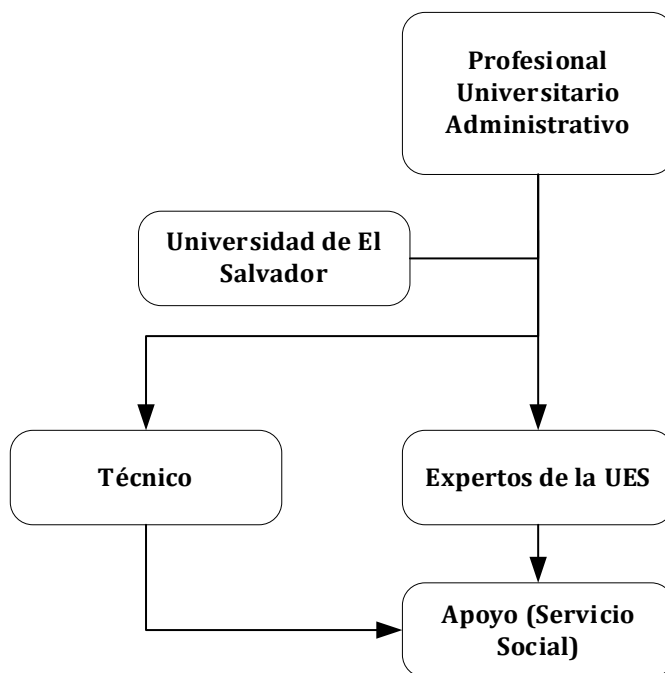 Profesional
Universitario
Administrativo
Universidad de El
Salvador
Técnico
Expertos de la UES
Apoyo (Servicio
Social)